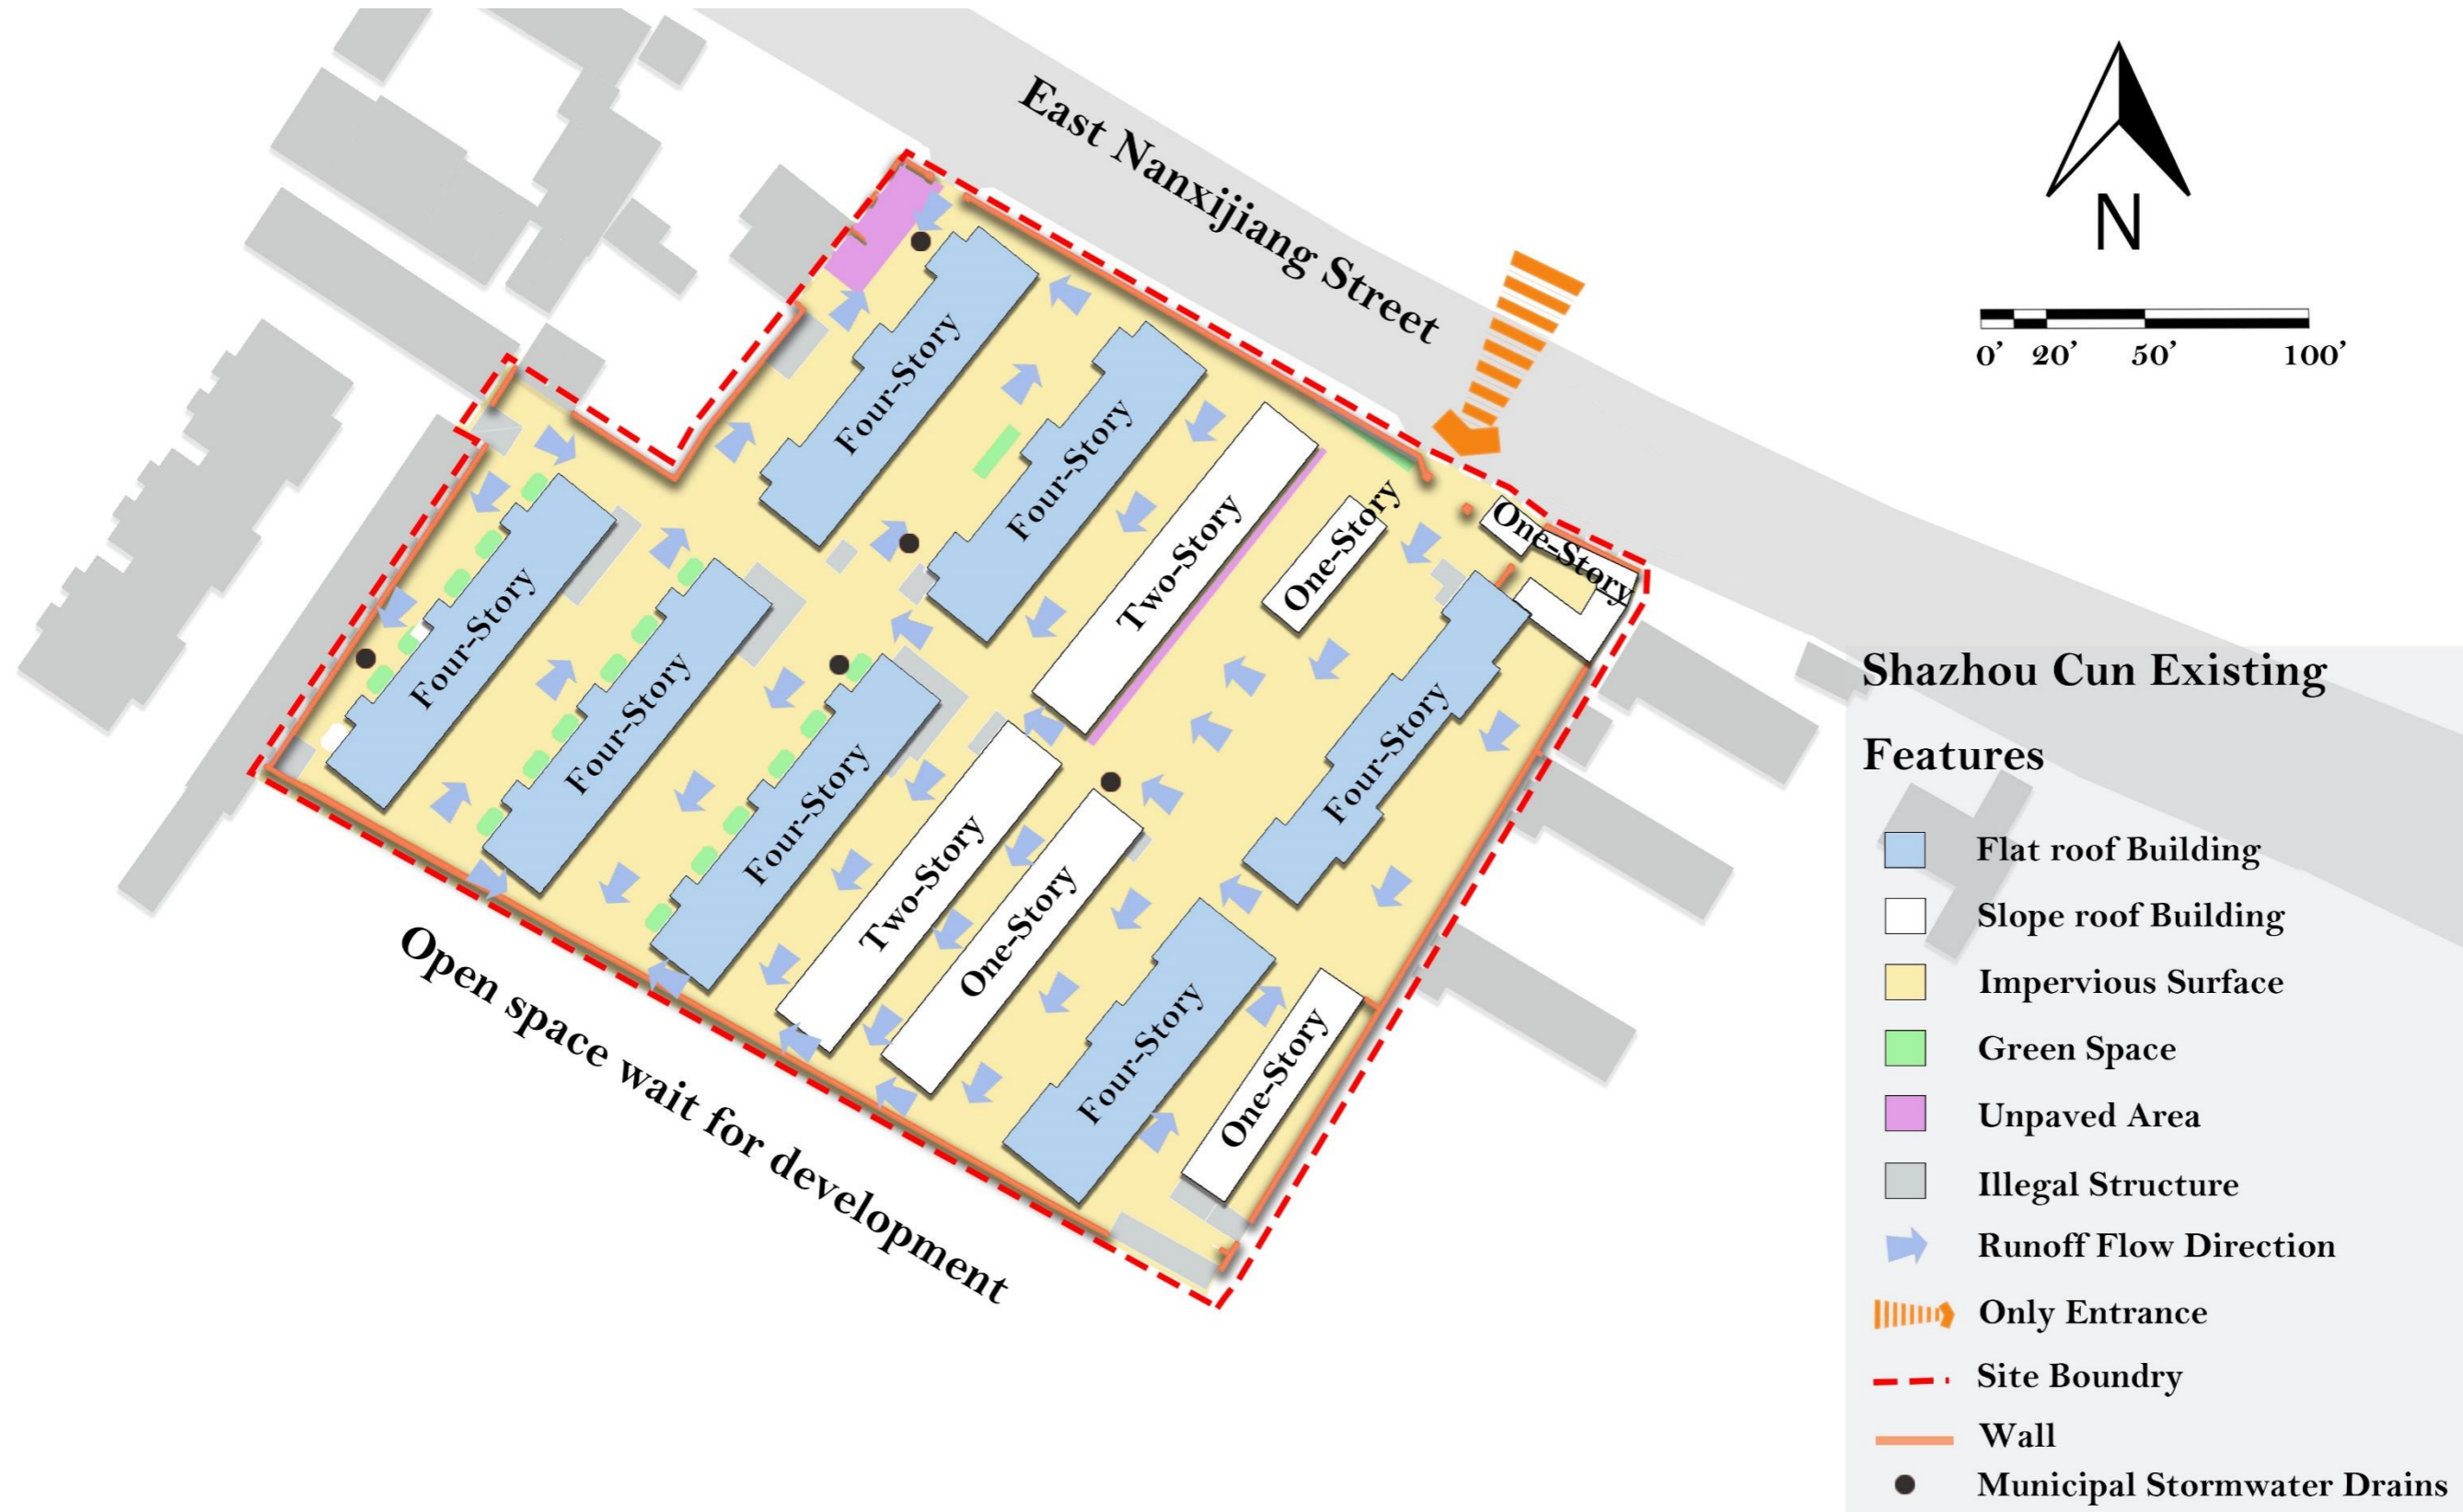 East Nanxijiang Street
N
0' 20' 50' 100'
Four-Story
Four-Story
Two-Story
One-Story
One-Story
Four-Story
Four-Story
Four-Story
Four-Story
Two-Story
One-Story
Four-Story
One-Story
Open space wait for development
Shazhou Cun Existing
Features
Flat roof Building
Slope roof Building
Impervious Surface
Green Space
Unpaved Area
Illegal Structure
Runoff Flow Direction
Only Entrance
Site Boundry
Wall
Municipal Stormwater Drains